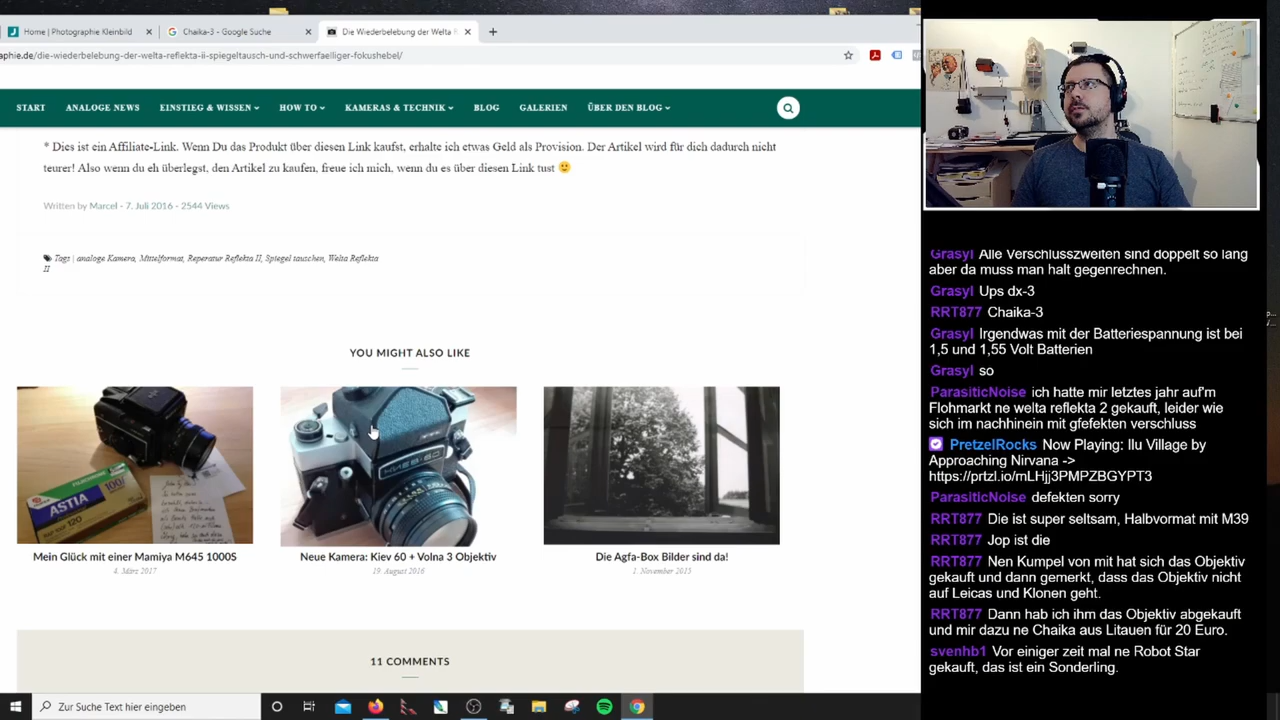 Home | Photographie Kleinbild
Chaika-3 - Google Suche
Die Wiederbelebung der Welta R
aphie.de/die-wiederbelebung-der-welta-reflekta-ii-spiegeltausch-und-schwerfaelliger-fokushebel/
START ANALOGE NEWS EINSTIEG & WISSEN HOW TO KAMERAS & TECHNIK BLOG GALERIEN ÜBER DEN BLOG
* Dies ist ein Affiliate-Link. Wenn Du das Produkt über diesen Link kaufst, erhalte ich etwas Geld als Provision. Der Artikel wird für dich dadurch nicht
teurer! Also wenn du eh überlegst, den Artikel zu kaufen, freue ich mich, wenn du es über diesen Link tust 🙂
Written by Marcel - 7. Juli 2016 - 2544 Views
Tags | analoge Kamera, Mittelformat, Reperatur Reflekta II, Spiegel tauschen, Welta Reflekta
II
YOU MIGHT ALSO LIKE
ASTIA
КИЕВ-60
Mein Glück mit einer Mamiya M645 1000S
4. März 2017
Neue Kamera: Kiev 60 + Volna 3 Objektiv
19. August 2016
Die Agfa-Box Bilder sind da!
1. November 2015
11 COMMENTS
Zur Suche Text hier eingeben
Grasyl Alle Verschlusszweiten sind doppelt so lang
aber da muss man halt gegenrechnen.
Grasyl Ups dx-3
RRT877 Chaika-3
Grasyl Irgendwas mit der Batteriespannung ist bei
1,5 und 1,55 Volt Batterien
Grasyl so
ParasiticNoise ich hatte mir letztes jahr auf'm
Flohmarkt ne welta reflekta 2 gekauft, leider wie
sich im nachhinein mit gfefekten verschluss
PretzelRocks Now Playing: Ilu Village by
Approaching Nirvana ->
https://prtzl.io/mLHjj3PMPZBGYPT3
ParasiticNoise defekten sorry
RRT877 Die ist super seltsam, Halbvormat mit M39
RRT877 Jop ist die
RRT877 Nen Kumpel von mit hat sich das Objektiv
gekauft und dann gemerkt, dass das Objektiv nicht
auf Leicas und Klonen geht.
RRT877 Dann hab ich ihm das Objektiv abgekauft
und mir dazu ne Chaika aus Litauen für 20 Euro.
svenhb1 Vor einiger zeit mal ne Robot Star
gekauft, das ist ein Sonderling.